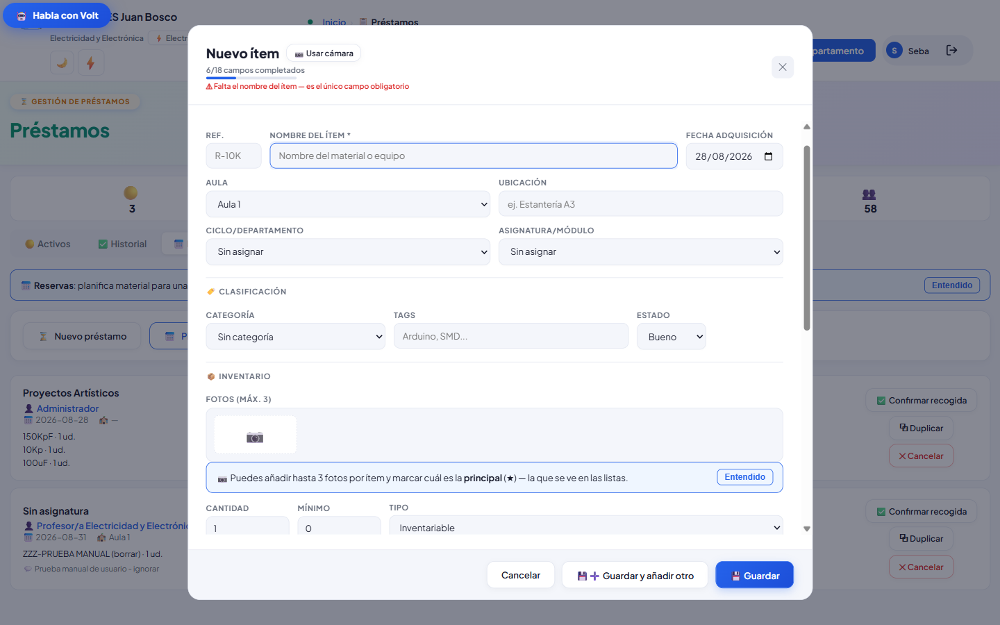 Habla con Volt
ES Juan Bosco
Electricidad y Electrónica
Inicio
Préstamos
Seba
S
GESTIÓN DE PRÉSTAMOS
Préstamos
3
58
Activos
Historial
Reservas: planifica material para una
Entendido
Nuevo préstamo
Proyectos Artísticos
Administrador
2026-08-28
—
150KpF · 1 ud.
10Kp · 1 ud.
100uF · 1 ud.
Confirmar recogida
Duplicar
Cancelar
Sin asignatura
Profesor/a Electricidad y Electrónic
2026-08-31
Aula 1
ZZZ-PRUEBA MANUAL (borrar) · 1 ud.
Prueba manual de usuario - ignorar
Confirmar recogida
Duplicar
Cancelar
Nuevo ítem
Usar cámara
6/18 campos completados
⚠ Falta el nombre del ítem — es el único campo obligatorio
REF.
NOMBRE DEL ÍTEM *
FECHA ADQUISICIÓN
R-10K
Nombre del material o equipo
28/08/2026
AULA
UBICACIÓN
Aula 1
ej. Estantería A3
CICLO/DEPARTAMENTO
ASIGNATURA/MÓDULO
Sin asignar
Sin asignar
CLASIFICACIÓN
CATEGORÍA
TAGS
ESTADO
Sin categoría
Arduino, SMD...
Bueno
INVENTARIO
FOTOS (MÁX. 3)
Puedes añadir hasta 3 fotos por ítem y marcar cuál es la principal (★) — la que se ve en las listas.
Entendido
CANTIDAD
MÍNIMO
TIPO
1
0
Inventariable
Cancelar
Guardar y añadir otro
Guardar